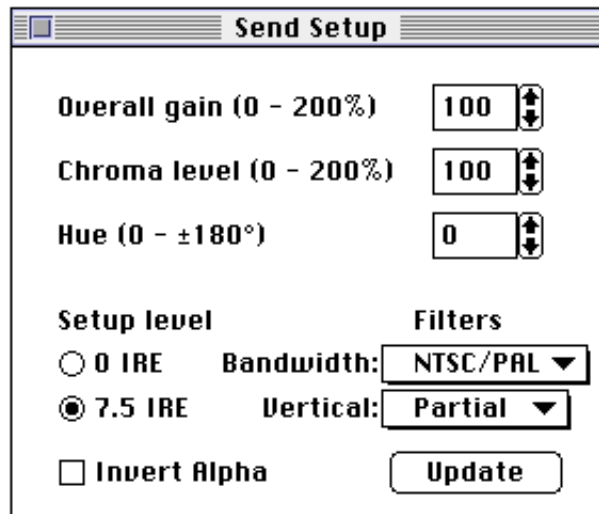 Send Setup
Overall gain (0 - 200%) 100
Chroma level (0 - 200%) 100
Hue (0 - ±180°) 0
Setup level Filters
0 IRE Bandwidth: NTSC/PAL
7.5 IRE Vertical: Partial
Invert Alpha Update